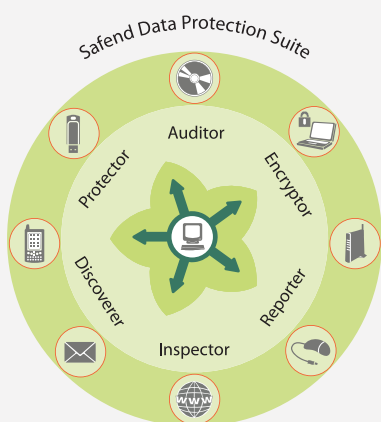 Safend Data Protection Suite
Auditor
Encryptor
Reporter
Inspector
Discoverer
Protector
www